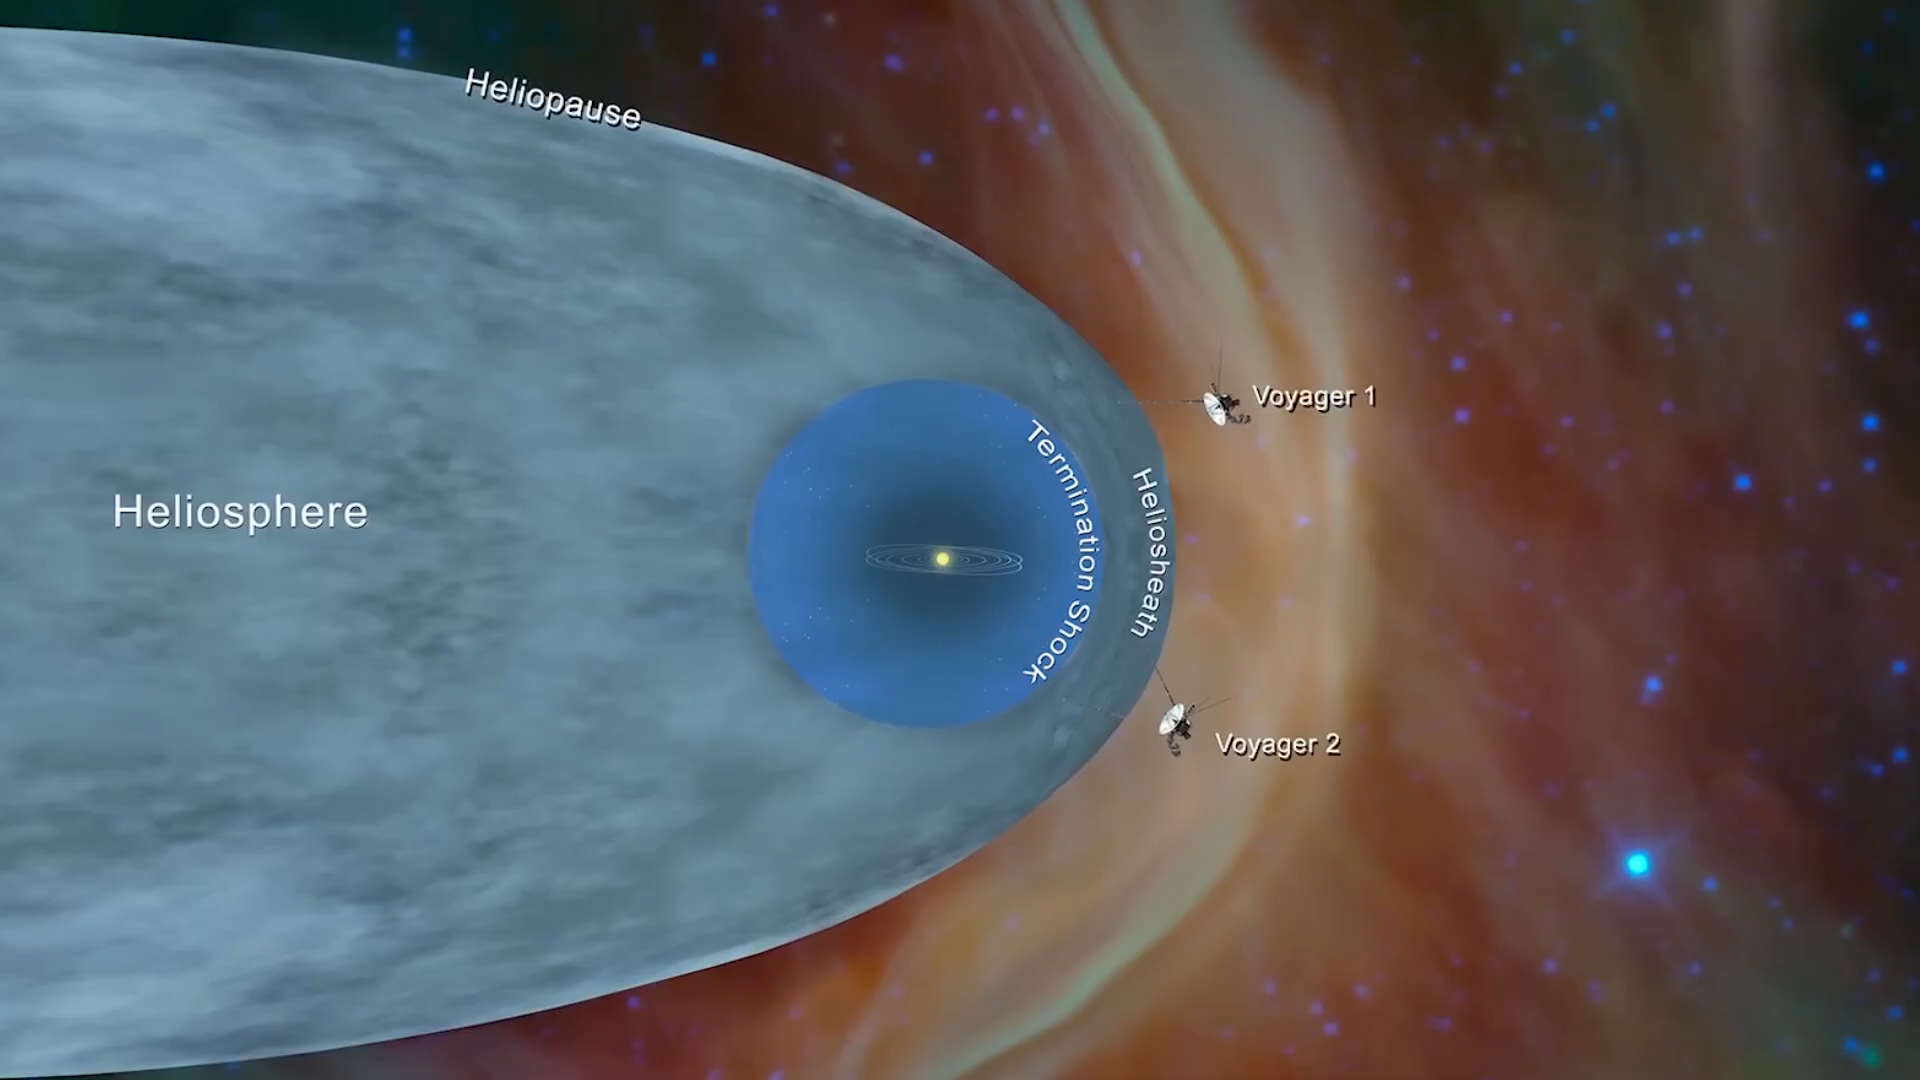 Heliopause
Voyager 1
Termination Shock
Heliosheath
Heliosphere
Voyager 2